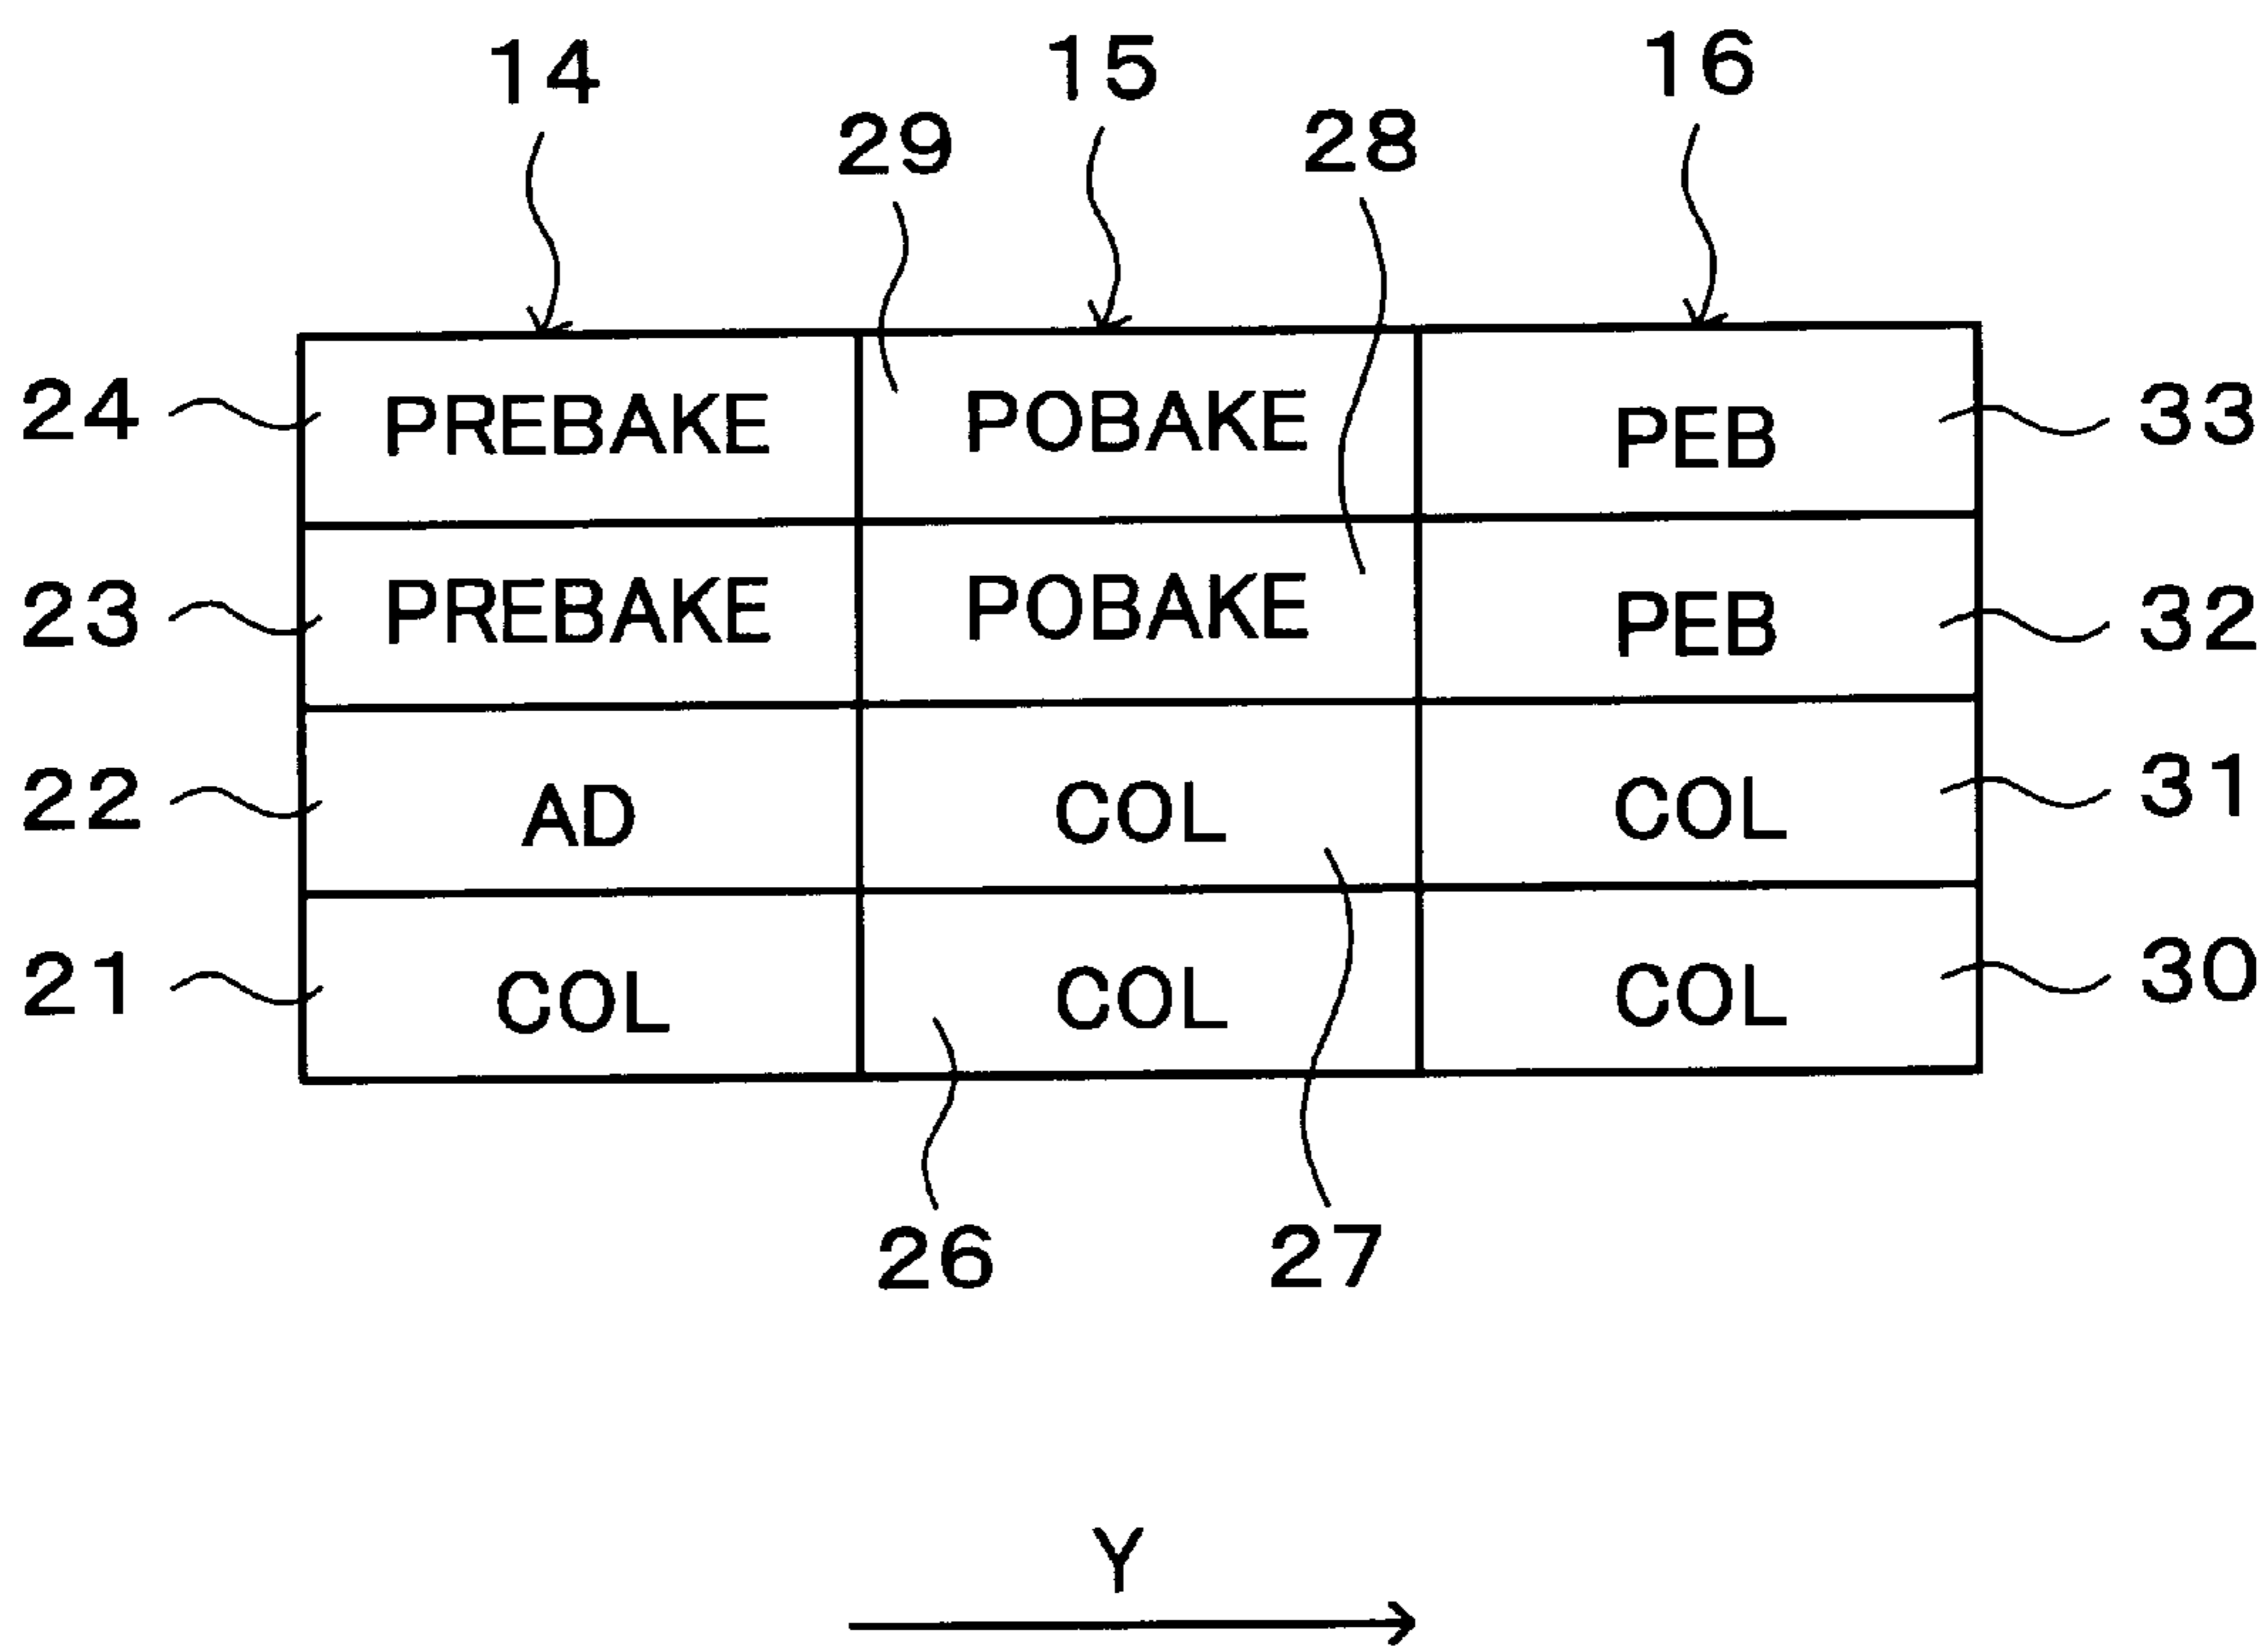 14 15 16
29 28
24 PREBAKE POBAKE PEB 33
23 PREBAKE POBAKE PEB 32
22 AD COL COL 31
21 COL COL COL 30
26 27
Y